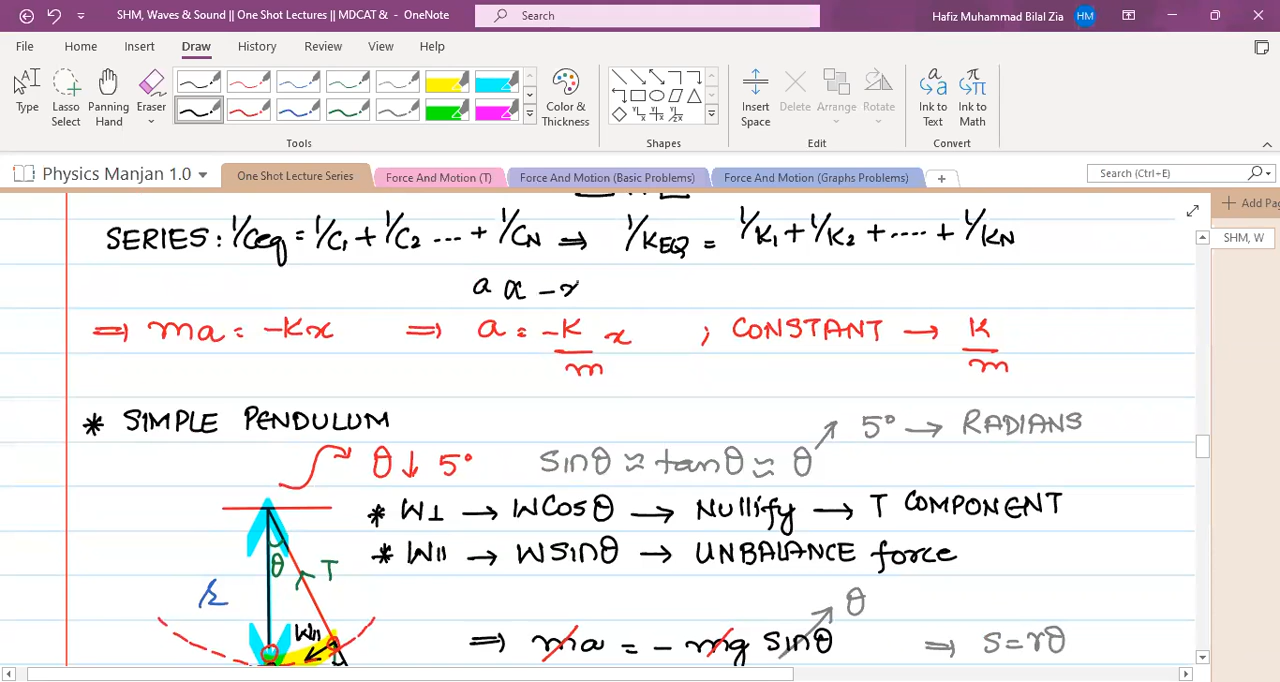 SHM, Waves & Sound || One Shot Lectures || MDCAT & - OneNote
Search
Hafiz Muhammad Bilal Zia HM
File Home Insert Draw History Review View Help
Type Lasso Select Panning Hand Eraser Color & Thickness Insert Space Delete Arrange Rotate Ink to Text Ink to Math
Tools Shapes Edit Convert
Physics Manjan 1.0 One Shot Lecture Series Force And Motion (T) Force And Motion (Basic Problems) Force And Motion (Graphs Problems) + Search (Ctrl+E)
Add Pag
SHM, W
SERIES : 1/Ceq = 1/C1 + 1/C2 ... + 1/CN ⇒ 1/KEQ = 1/K1 + 1/K2 + .... + 1/KN
a α -x
⇒ ma = -Kx ⇒ a = -K/m x ; CONSTANT → K/m
* SIMPLE PENDULUM
5° → RADIANS
θ ↓ 5° sinθ ≈ tanθ ≈ θ
* W⊥ → WCosθ → Nullify → T COMPONENT
* W|| → WSinθ → UNBALANCE force
θ T
W||
θ
⇒ ma = - mg sinθ ⇒ S=rθ